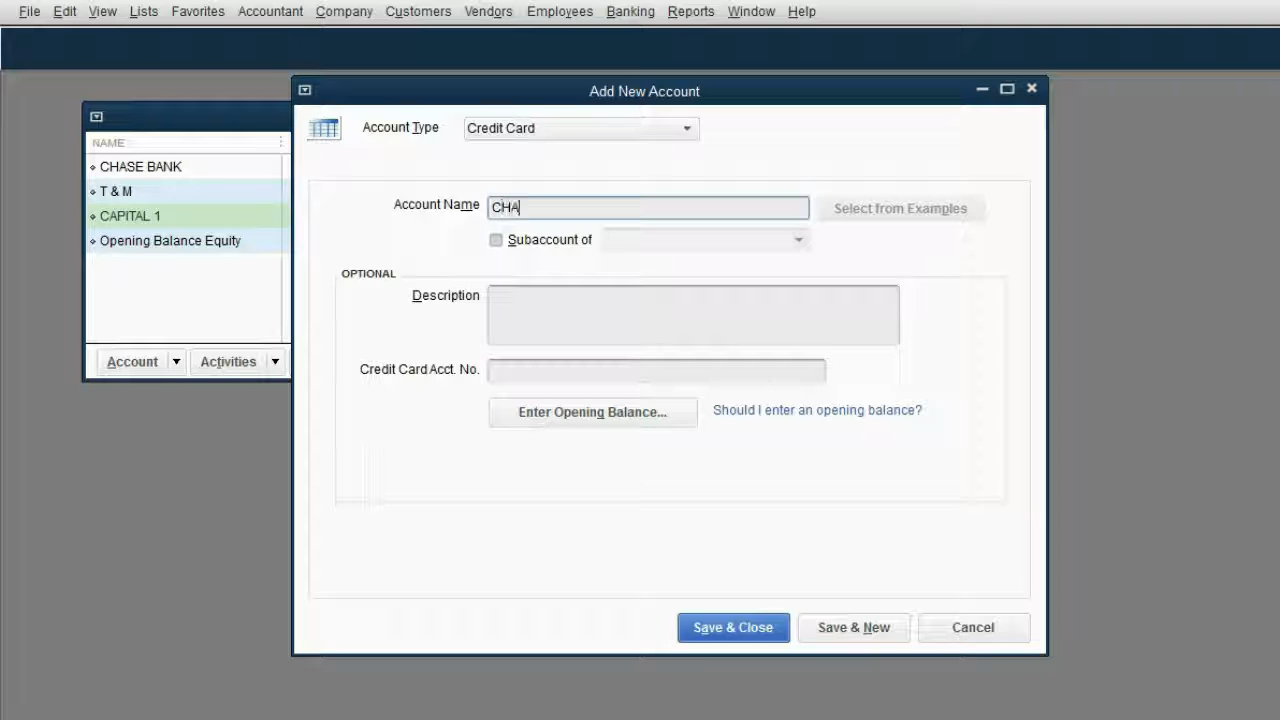 File Edit View Lists Favorites Accountant Company Customers Vendors Employees Banking Reports Window Help
Add New Account
Account Type Credit Card
NAME
CHASE BANK
T & M
CAPITAL 1
Opening Balance Equity
Account Activities
Account Name CHA Select from Examples
Subaccount of
OPTIONAL
Description
Credit Card Acct. No.
Enter Opening Balance... Should I enter an opening balance?
Save & Close Save & New Cancel